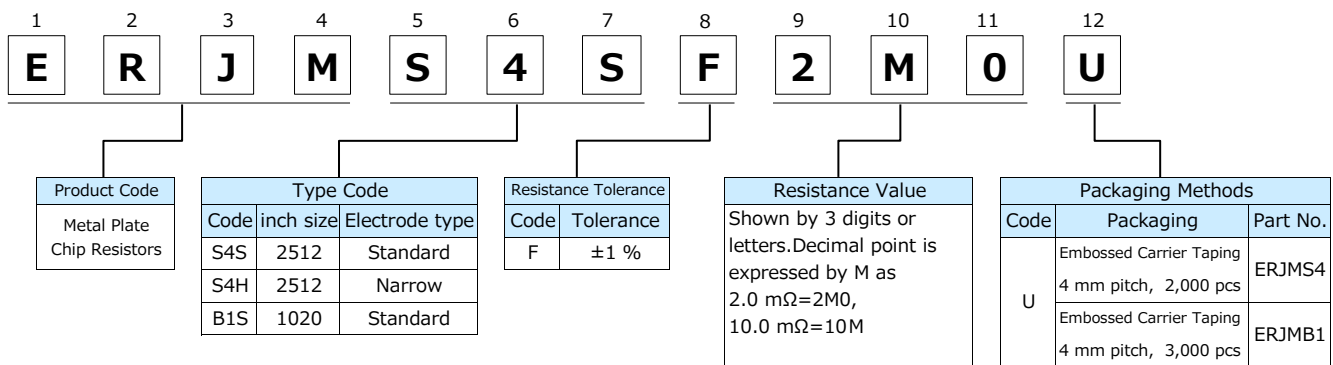 1 2 3 4 5 6 7 8 9 10 11 12
E R J M S 4 S F 2 M 0 U
Product Code
Metal Plate
Chip Resistors
Type Code
Code inch size Electrode type
S4S 2512 Standard
S4H 2512 Narrow
B1S 1020 Standard
Resistance Tolerance
Code Tolerance
F ±1 %
Resistance Value
Shown by 3 digits or
letters.Decimal point is
expressed by M as
2.0 mΩ=2M0,
10.0 mΩ=10M
Packaging Methods
Code Packaging Part No.
U
Embossed Carrier Taping
4 mm pitch, 2,000 pcs
ERJMS4
Embossed Carrier Taping
4 mm pitch, 3,000 pcs
ERJMB1